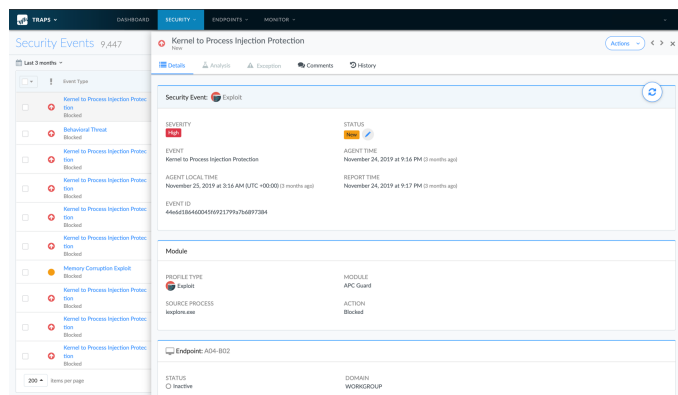 TRAPS
DASHBOARD
SECURITY
ENDPOINTS
MONITOR
Security Events 9,447
Last 3 months
! Event Type
Kernel to Process Injection Protec
tion
Blocked
Behavioral Threat
Blocked
Kernel to Process Injection Protec
tion
Blocked
Kernel to Process Injection Protec
tion
Blocked
Kernel to Process Injection Protec
tion
Blocked
Kernel to Process Injection Protec
tion
Blocked
Memory Corruption Exploit
Blocked
Kernel to Process Injection Protec
tion
Blocked
Kernel to Process Injection Protec
tion
Blocked
Kernel to Process Injection Protec
tion
Blocked
200 Items per page
Kernel to Process Injection Protection
New
Actions
Details Analysis Exception Comments History
Security Event: Exploit
SEVERITY
High
STATUS
New
EVENT
Kernel to Process Injection Protection
AGENT TIME
November 24, 2019 at 9:16 PM (3 months ago)
AGENT LOCAL TIME
November 25, 2019 at 3:16 AM (UTC +00:00) (3 months ago)
REPORT TIME
November 24, 2019 at 9:17 PM (3 months ago)
EVENT ID
44e6d186460045f6921799a7b6897384
Module
PROFILE TYPE
Exploit
MODULE
APC Guard
SOURCE PROCESS
iexplore.exe
ACTION
Blocked
Endpoint: A04-B02
STATUS
Inactive
DOMAIN
WORKGROUP